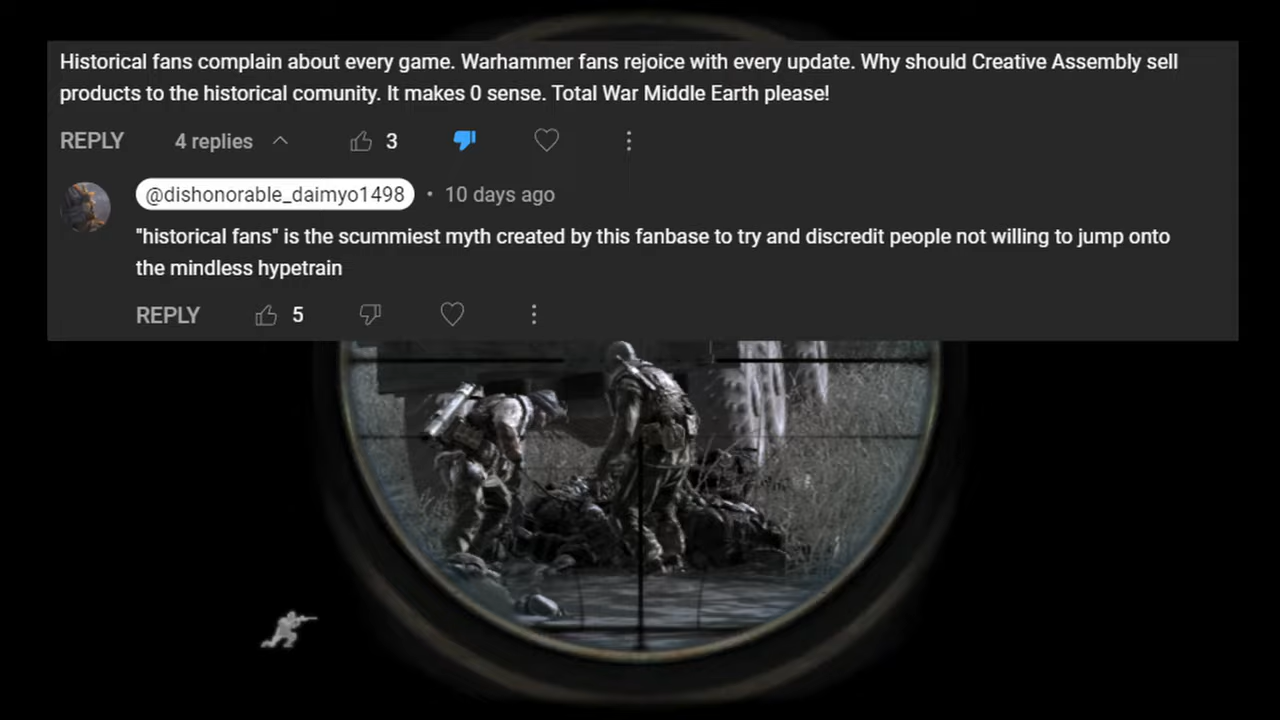 Historical fans complain about every game. Warhammer fans rejoice with every update. Why should Creative Assembly sell
products to the historical comunity. It makes 0 sense. Total War Middle Earth please!
REPLY 4 replies 3
@dishonorable_daimyo1498 • 10 days ago
"historical fans" is the scummiest myth created by this fanbase to try and discredit people not willing to jump onto
the mindless hypetrain
REPLY 5